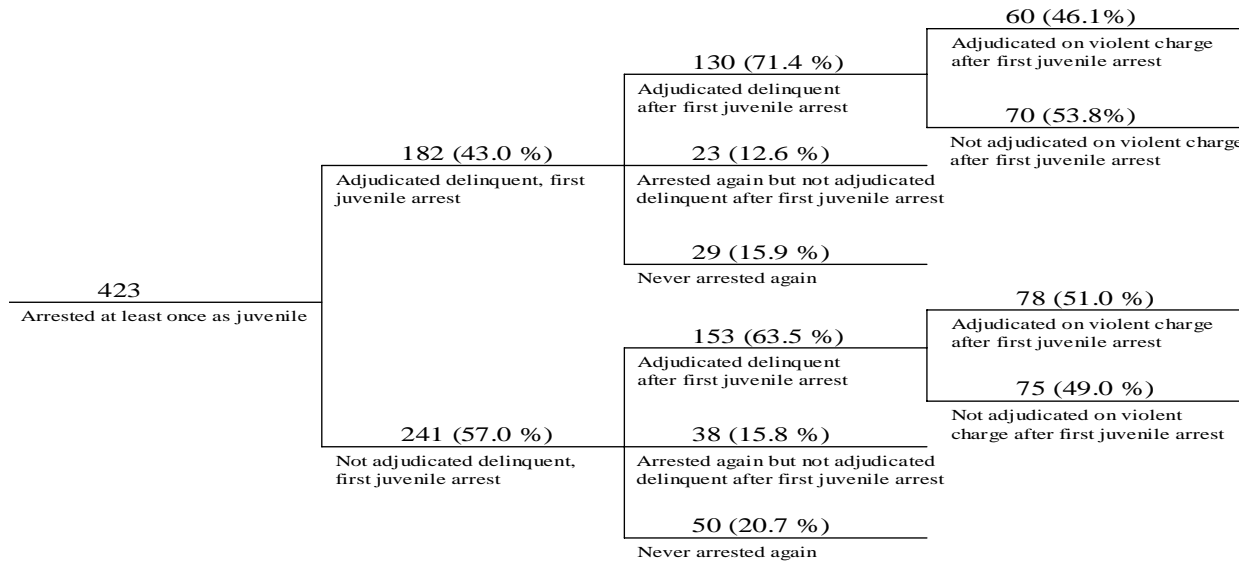 60 (46.1%)
Adjudicated on violent charge
after first juvenile arrest
130 (71.4 %)
Adjudicated delinquent
after first juvenile arrest
70 (53.8%)
Not adjudicated on violent charge
after first juvenile arrest
182 (43.0 %)
Adjudicated delinquent, first
juvenile arrest
23 (12.6 %)
Arrested again but not adjudicated
delinquent after first juvenile arrest
29 (15.9 %)
Never arrested again
423
Arrested at least once as juvenile
78 (51.0 %)
Adjudicated on violent charge
after first juvenile arrest
153 (63.5 %)
Adjudicated delinquent
after first juvenile arrest
75 (49.0 %)
Not adjudicated on violent
charge after first juvenile arrest
241 (57.0 %)
Not adjudicated delinquent,
first juvenile arrest
38 (15.8 %)
Arrested again but not adjudicated
delinquent after first juvenile arrest
50 (20.7 %)
Never arrested again